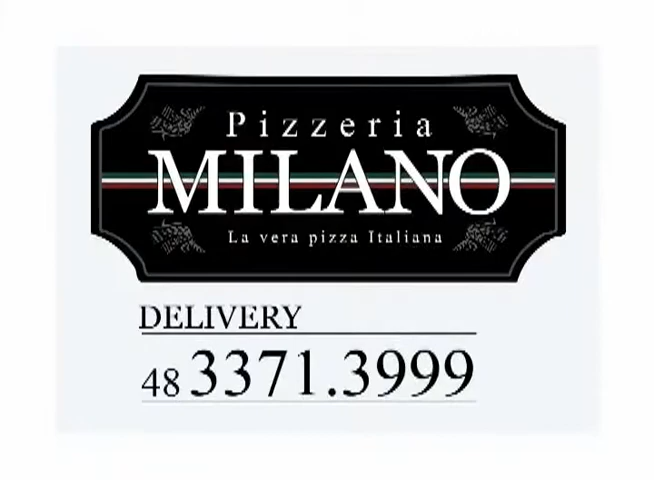 Pizzeria
MILANO
La vera pizza Italiana
DELIVERY
48 3371.3999